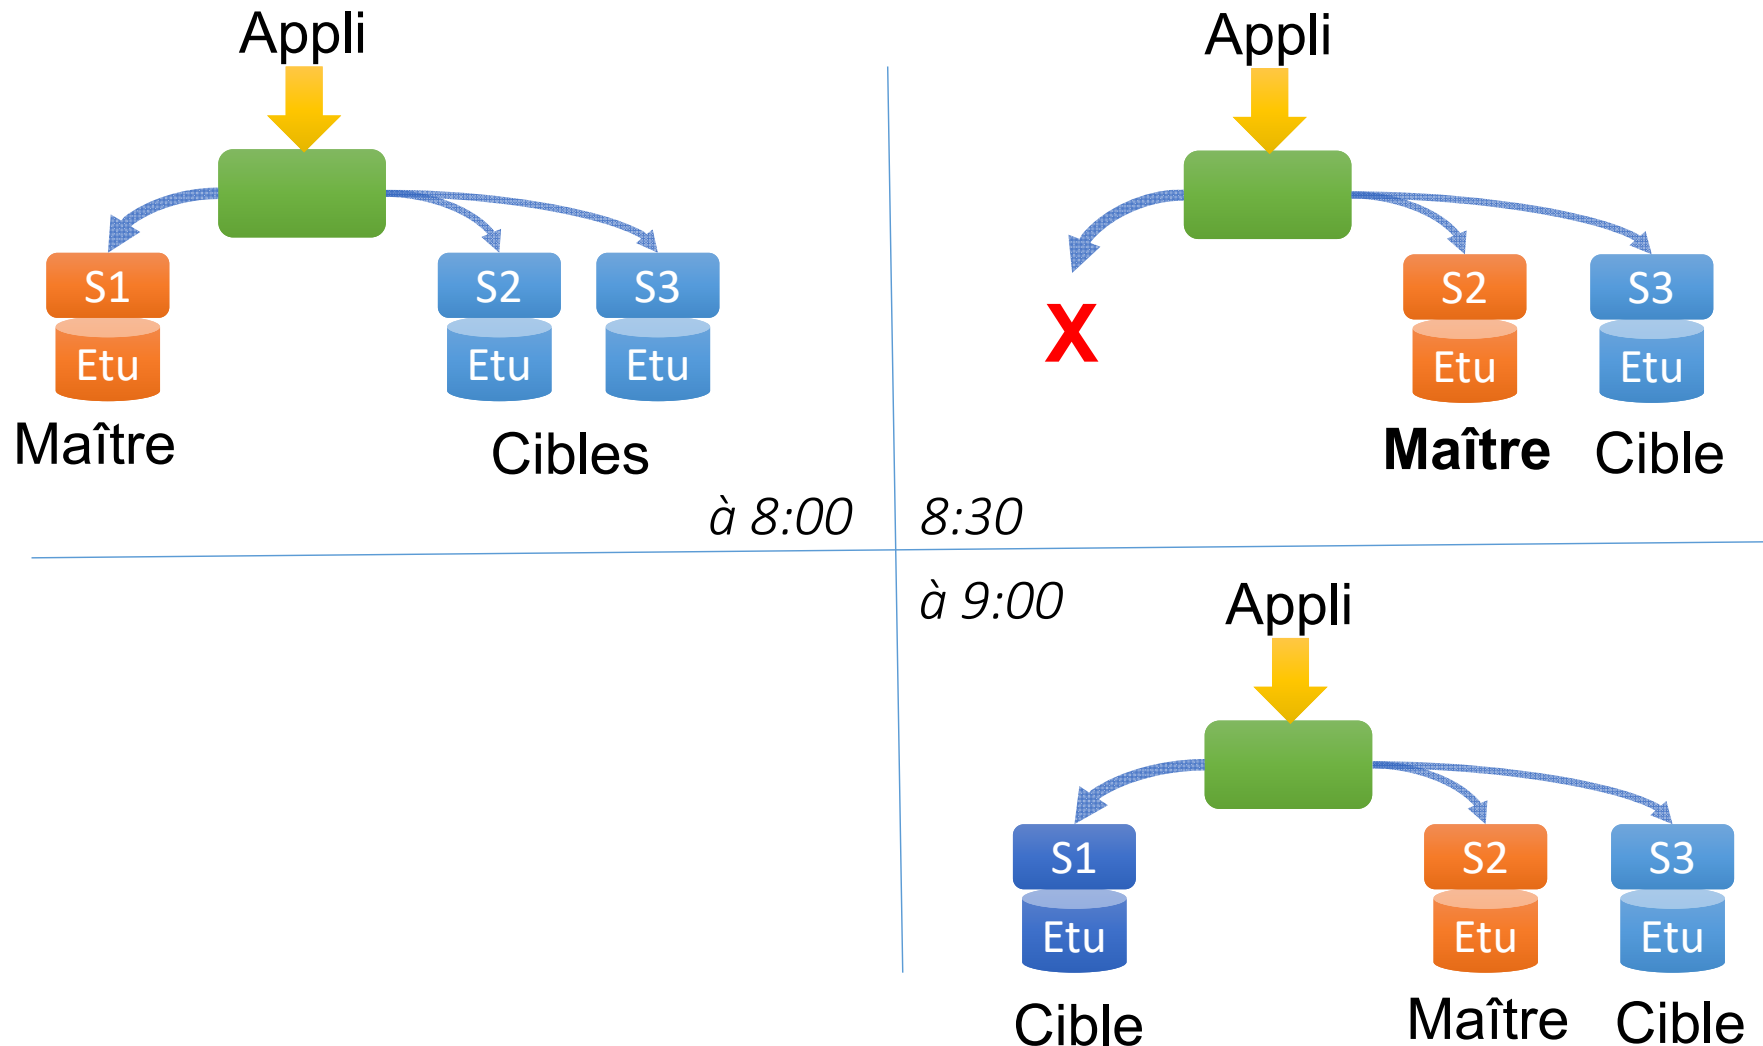 Appli
S1
Etu
Maître
S2
Etu
S3
Etu
Cibles
à 8:00
Appli
X
S2
Etu
Maître
S3
Etu
Cible
8:30
à 9:00
Appli
S1
Etu
Cible
S2
Etu
Maître
S3
Etu
Cible